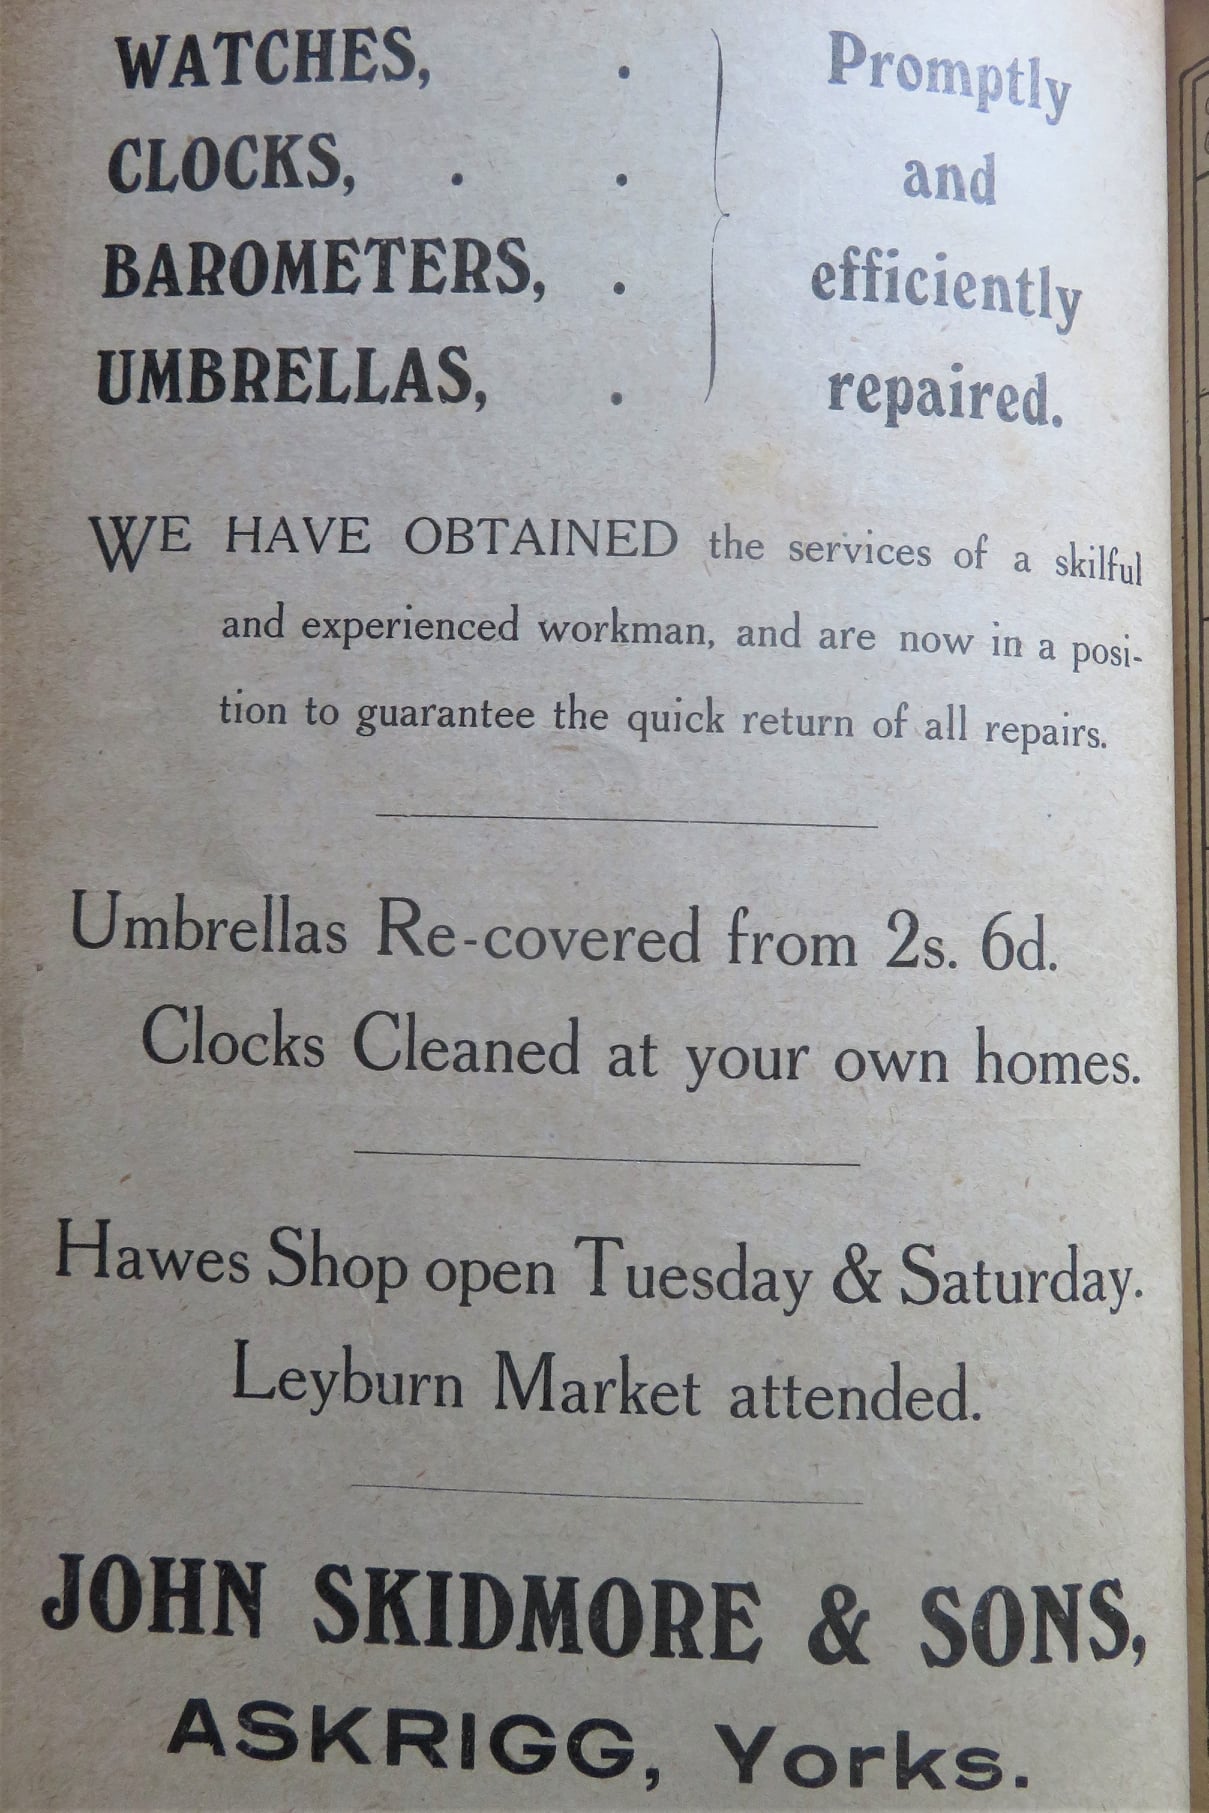 WATCHES, .
CLOCKS, . .
BAROMETERS, .
UMBRELLAS, .
Promptly
and
efficiently
repaired.
WE HAVE OBTAINED the services of a skilful
and experienced workman, and are now in a posi-
tion to guarantee the quick return of all repairs.
Umbrellas Re-covered from 2s. 6d.
Clocks Cleaned at your own homes.
Hawes Shop open Tuesday & Saturday.
Leyburn Market attended.
JOHN SKIDMORE & SONS,
ASKRIGG, Yorks.